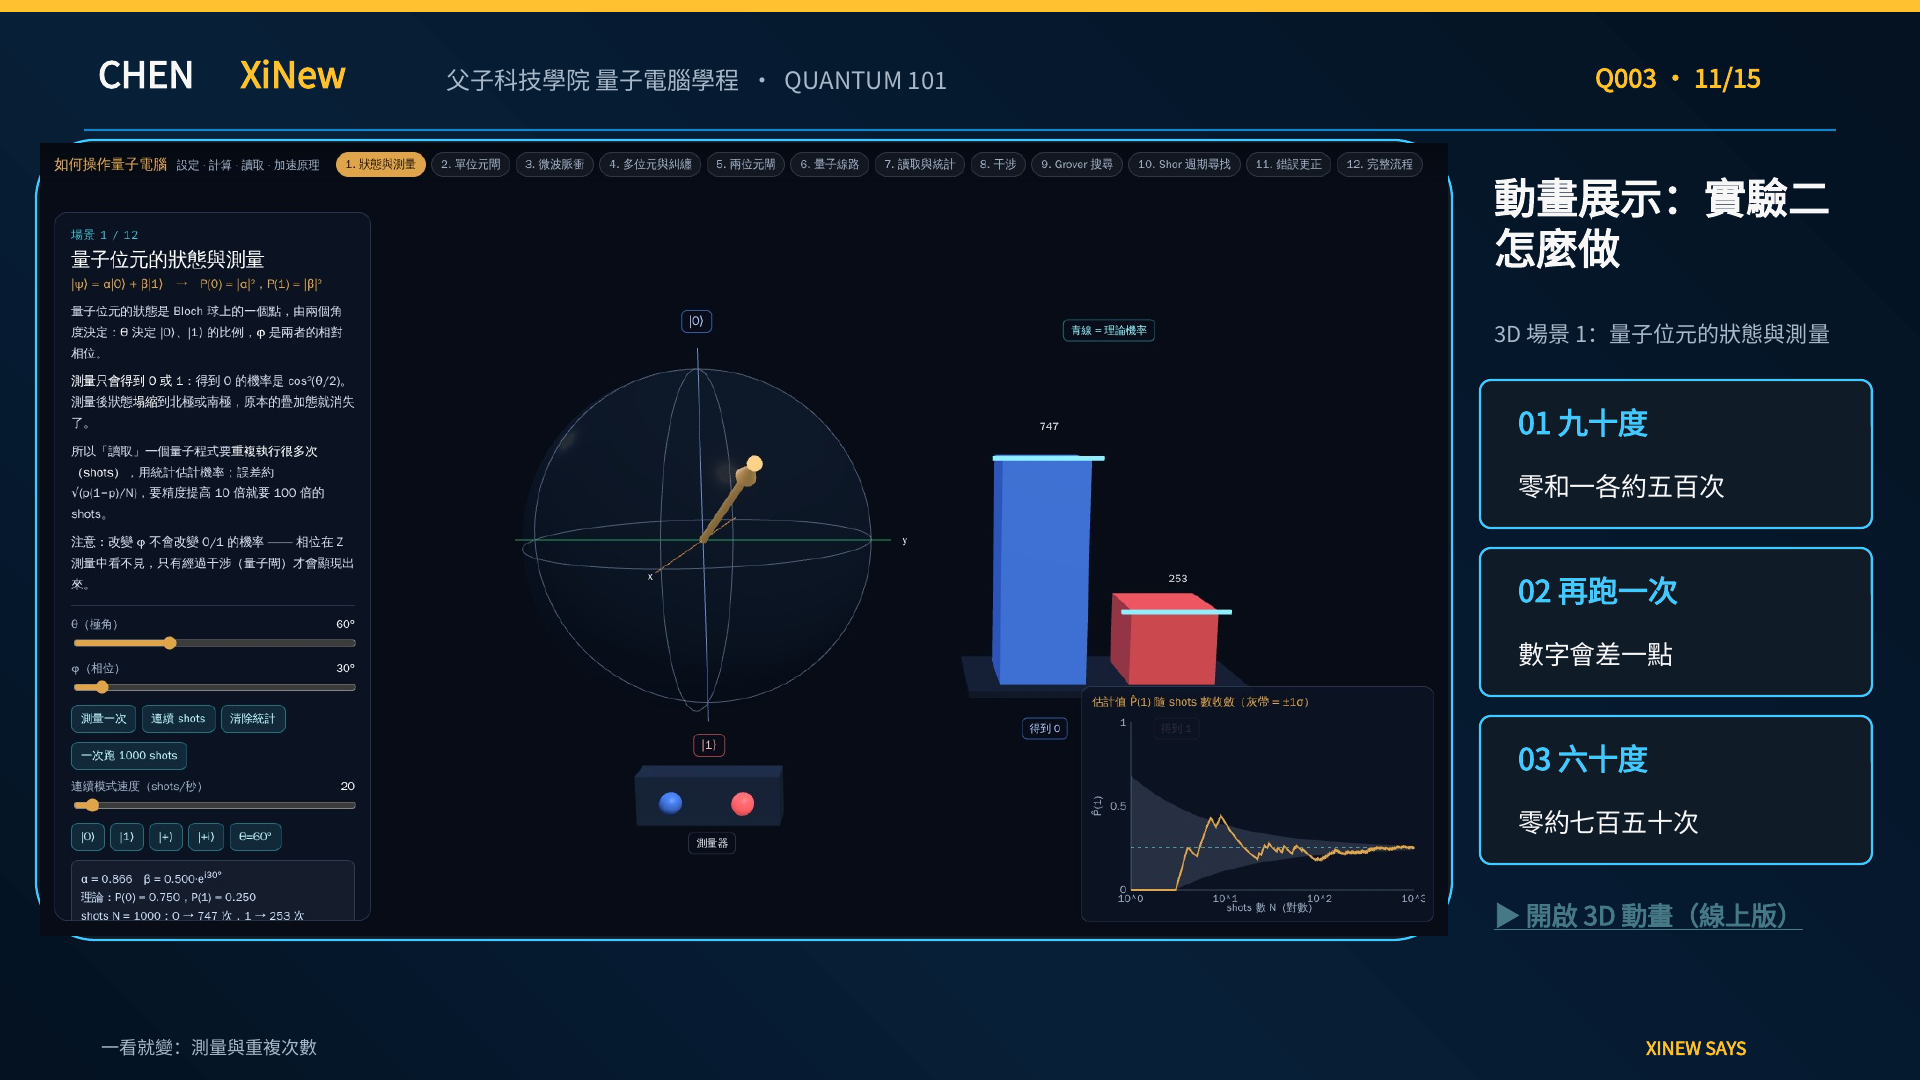 CHEN XiNew 父子科技學院 量子電腦學程 • QUANTUM 101 Q003 • 11/15
如何操作量子電腦 設定 · 計算 · 讀取 · 加速原理 1. 狀態與測量 2. 單位元閘 3. 微波脈衝 4. 多位元與糾纏 5. 兩位元閘 6. 量子線路 7. 讀取與統計 8. 干涉 9. Grover 搜尋 10. Shor 週期尋找 11. 錯誤更正 12. 完整流程
場景 1 / 12
量子位元的狀態與測量
|ψ⟩ = α|0⟩ + β|1⟩ → P(0) = |α|², P(1) = |β|²
量子位元的狀態是 Bloch 球上的一個點，由兩個角
度決定：θ 決定 |0⟩、|1⟩ 的比例，φ 是兩者的相對
相位。
測量只會得到 0 或 1：得到 0 的機率是 cos²(θ/2)。
測量後狀態塌縮到北極或南極，原本的疊加態就消失
了。
所以「讀取」一個量子程式要重複執行很多次
（shots），用統計估計機率；誤差約
√(p(1−p)/N)，要精度提高 10 倍就要 100 倍的
shots。
注意：改變 φ 不會改變 0/1 的機率 —— 相位在 Z
測量中看不見，只有經過干涉（量子閘）才會顯現出
來。
θ（極角） 60°
φ（相位） 30°
測量一次 連續 shots 清除統計
一次跑 1000 shots
連續模式速度（shots/秒） 20
|0⟩ |1⟩ |+⟩ |+i⟩ θ=60°
α = 0.866 β = 0.500·e^i30°
理論：P(0) = 0.750，P(1) = 0.250
shots N = 1000：0 → 747 次，1 → 253 次
|0⟩
y
x
|1⟩
測量器
青線 = 理論機率
747
253
得到 0
得到 1
估計值 P̂(1) 隨 shots 數收斂（灰帶 = ±1σ）
1
0.5
0
P̂(1)
10^0 10^1 10^2 10^3
shots 數 N（對數）
動畫展示：實驗二
怎麼做
3D 場景 1：量子位元的狀態與測量
01 九十度
零和一各約五百次
02 再跑一次
數字會差一點
03 六十度
零約七百五十次
▶ 開啟 3D 動畫（線上版）
一看就變：測量與重複次數
XINEW SAYS